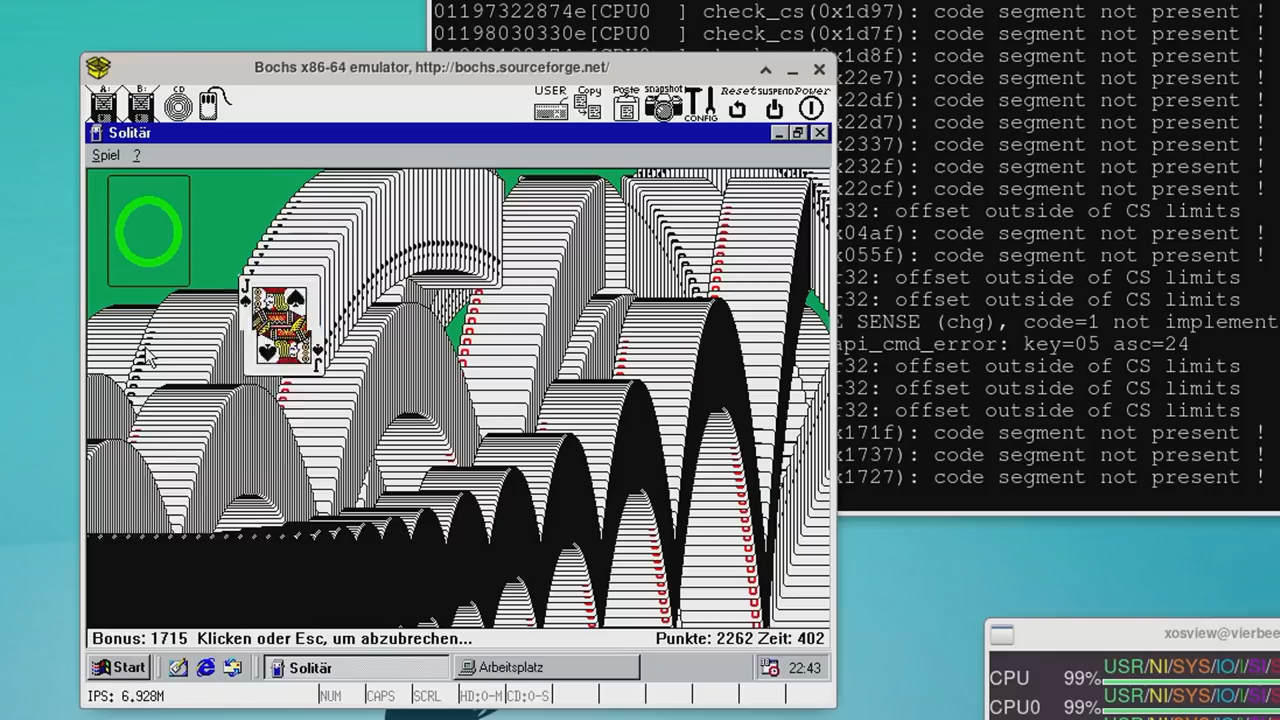 01197322874e[CPU0  ] check_cs(0x1d97): code segment not present !
01198030330e[CPU0  ] check_cs(0x1d7f): code segment not present !
x1d8f): code segment not present !
x22e7): code segment not present !
x22df): code segment not present !
x22d7): code segment not present !
x2337): code segment not present !
x232f): code segment not present !
x22cf): code segment not present !
r32: offset outside of CS limits
x04af): code segment not present !
x055f): code segment not present !
r32: offset outside of CS limits
r32: offset outside of CS limits
E SENSE (chg), code=1 not implement
api_cmd_error: key=05 asc=24
r32: offset outside of CS limits
r32: offset outside of CS limits
r32: offset outside of CS limits
x171f): code segment not present !
x1737): code segment not present !
x1727): code segment not present !
Bochs x86-64 emulator, http://bochs.sourceforge.net/
A: B: CD USER Copy Paste snapshot CONFIG Reset SUSPEND Power
Solitär
Spiel ?
J
Bonus: 1715 Klicken oder Esc, um abzubrechen... Punkte: 2262 Zeit: 402
Start Solitär Arbeitsplatz 22:43
IPS: 6.928M NUM CAPS SCRL HD:0-M CD:0-S
xosview@vierbee
CPU 99% USR/NI/SYS/IO/I/SI/S
CPU0 99% USR/NI/SYS/IO/I/SI/S